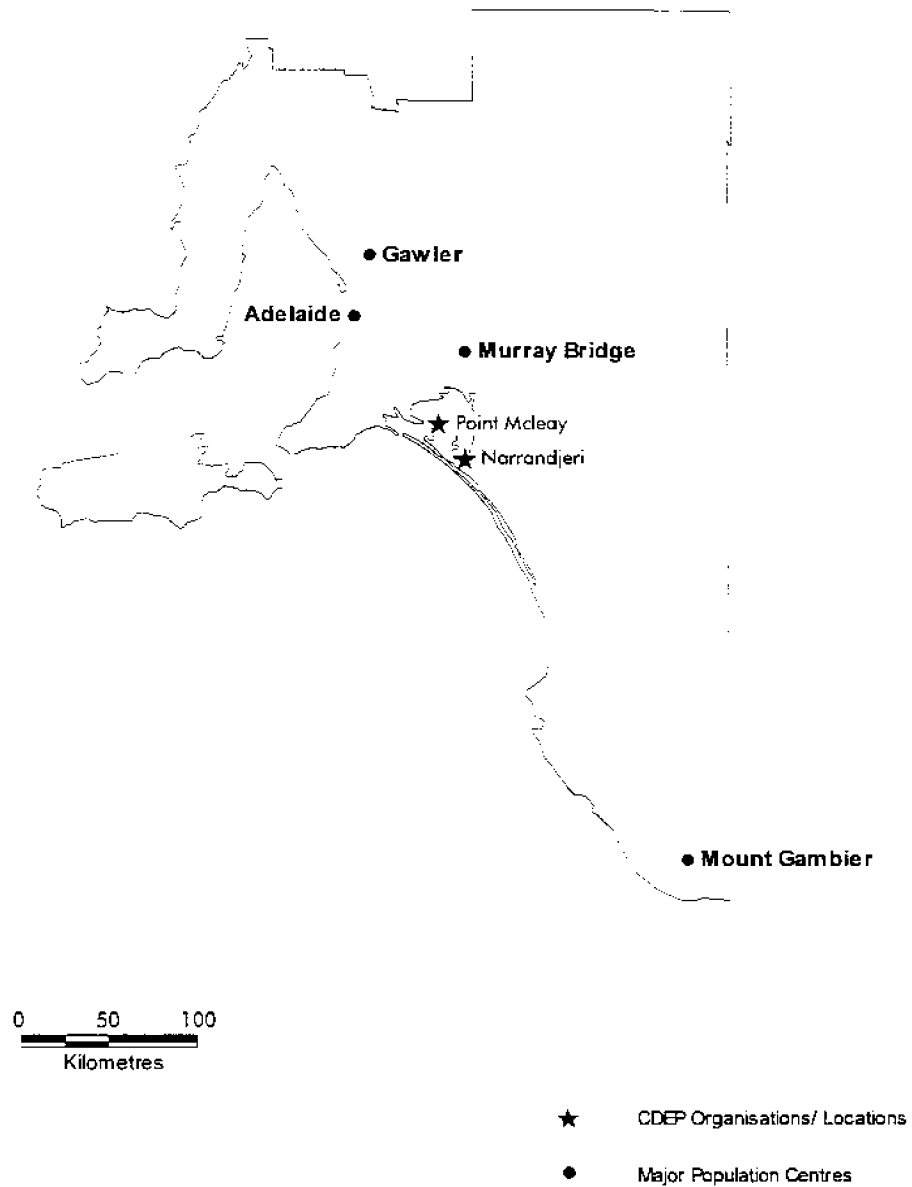 Gawler
Adelaide
Murray Bridge
Point Mcleay
Narrandjeri
Mount Gambier
0 50 100
Kilometres
CDEP Organisations/ Locations
Major Population Centres